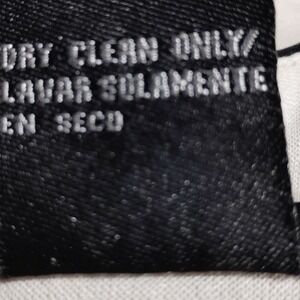 DRY CLEAN ONLY/
LAVAR SOLAMENTE
EN SECO